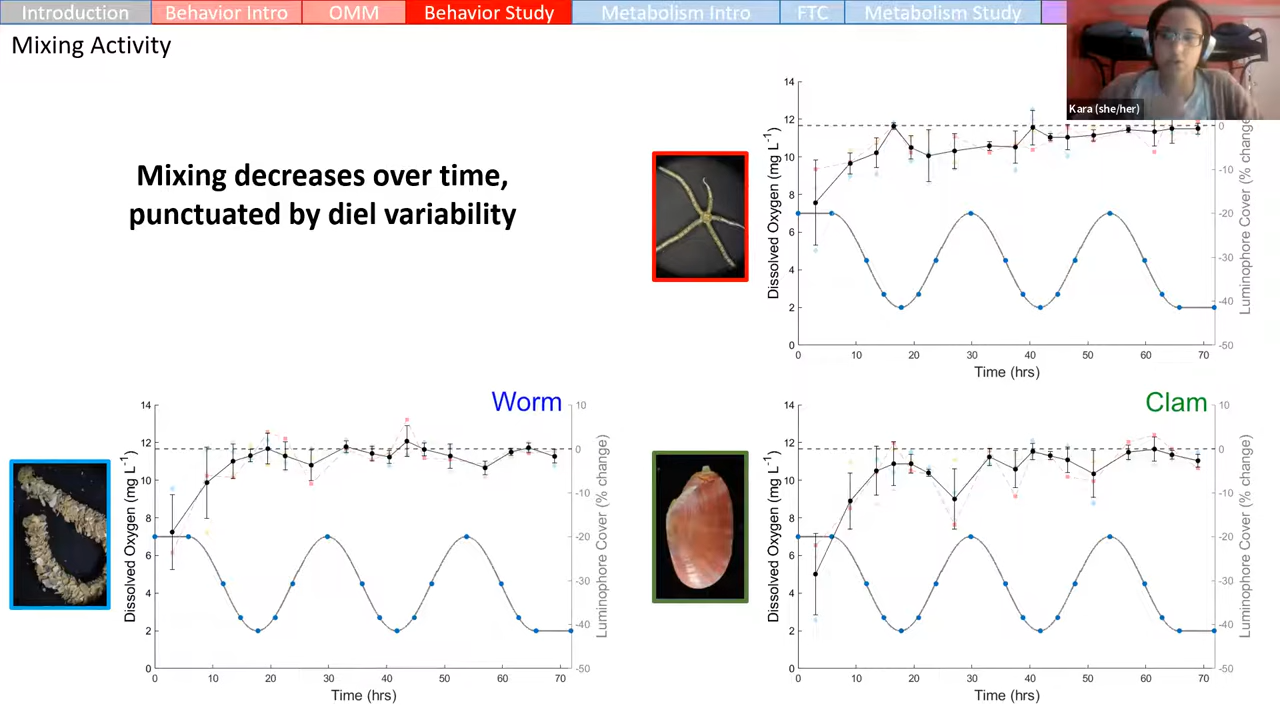 Introduction
Behavior Intro
OMM
Behavior Study
Metabolism Intro
FTC
Metabolism Study
Mixing Activity
Kara (she/her)
Mixing decreases over time,
punctuated by diel variability
14
12
10
8
6
4
2
0
Dissolved Oxygen (mg L-1)
0
-10
-20
-30
-40
-50
Luminophore Cover (% change
0 10 20 30 40 50 60 70
Time (hrs)
Worm
14
12
10
8
6
4
2
0
Dissolved Oxygen (mg L-1)
10
0
-10
-20
-30
-40
-50
Luminophore Cover (% change)
0 10 20 30 40 50 60 70
Time (hrs)
Clam
14
12
10
8
6
4
2
0
Dissolved Oxygen (mg L-1)
10
0
-10
-20
-30
-40
-50
Luminophore Cover (% change)
0 10 20 30 40 50 60 70
Time (hrs)